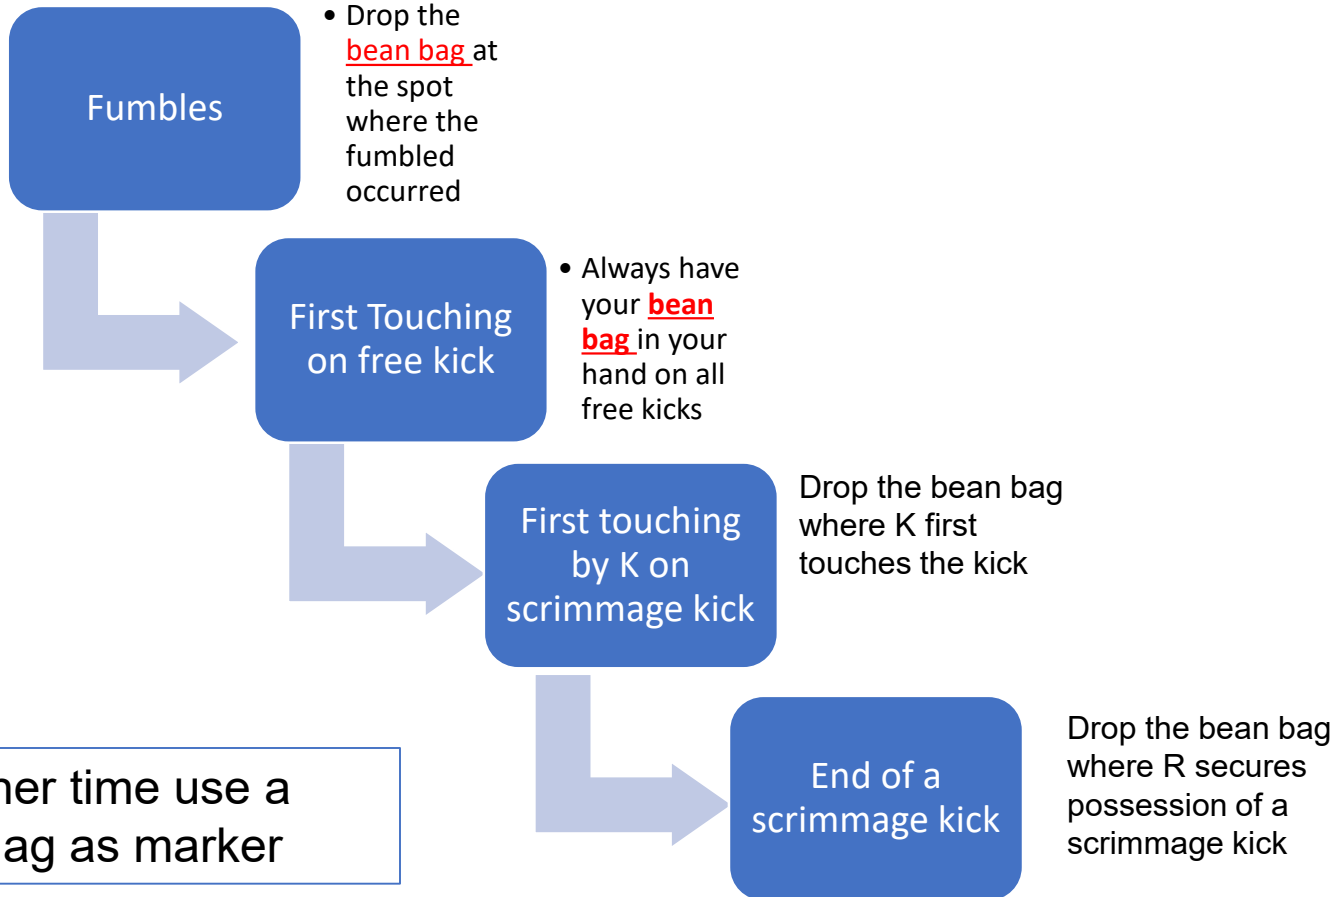 Fumbles
• Drop the
bean bag at
the spot
where the
fumbled
occurred
First Touching
on free kick
• Always have
your bean
bag in your
hand on all
free kicks
First touching
by K on
scrimmage kick
Drop the bean bag
where K first
touches the kick
End of a
scrimmage kick
Drop the bean bag
where R secures
possession of a
scrimmage kick
time use a
as marker